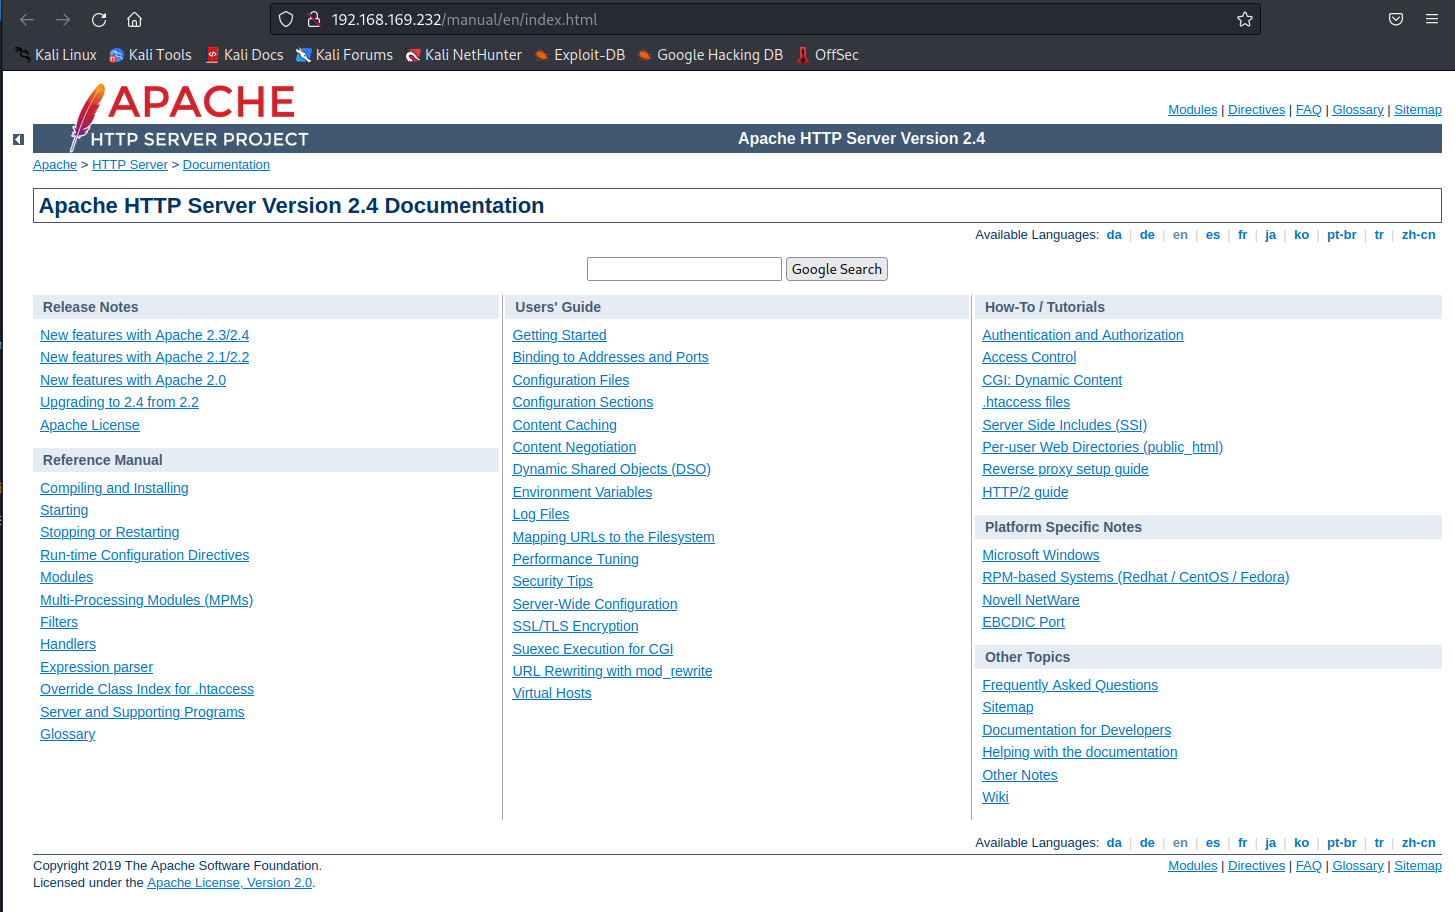 192.168.169.232/manual/en/index.html
Kali Linux Kali Tools Kali Docs Kali Forums Kali NetHunter Exploit-DB Google Hacking DB OffSec
APACHE
HTTP SERVER PROJECT
Modules | Directives | FAQ | Glossary | Sitemap
Apache HTTP Server Version 2.4
Apache > HTTP Server > Documentation
Apache HTTP Server Version 2.4 Documentation
Available Languages: da | de | en | es | fr | ja | ko | pt-br | tr | zh-cn
Google Search
Release Notes
New features with Apache 2.3/2.4
New features with Apache 2.1/2.2
New features with Apache 2.0
Upgrading to 2.4 from 2.2
Apache License
Reference Manual
Compiling and Installing
Starting
Stopping or Restarting
Run-time Configuration Directives
Modules
Multi-Processing Modules (MPMs)
Filters
Handlers
Expression parser
Override Class Index for .htaccess
Server and Supporting Programs
Glossary
Users' Guide
Getting Started
Binding to Addresses and Ports
Configuration Files
Configuration Sections
Content Caching
Content Negotiation
Dynamic Shared Objects (DSO)
Environment Variables
Log Files
Mapping URLs to the Filesystem
Performance Tuning
Security Tips
Server-Wide Configuration
SSL/TLS Encryption
Suexec Execution for CGI
URL Rewriting with mod_rewrite
Virtual Hosts
How-To / Tutorials
Authentication and Authorization
Access Control
CGI: Dynamic Content
.htaccess files
Server Side Includes (SSI)
Per-user Web Directories (public_html)
Reverse proxy setup guide
HTTP/2 guide
Platform Specific Notes
Microsoft Windows
RPM-based Systems (Redhat / CentOS / Fedora)
Novell NetWare
EBCDIC Port
Other Topics
Frequently Asked Questions
Sitemap
Documentation for Developers
Helping with the documentation
Other Notes
Wiki
Available Languages: da | de | en | es | fr | ja | ko | pt-br | tr | zh-cn
Copyright 2019 The Apache Software Foundation.
Licensed under the Apache License, Version 2.0.
Modules | Directives | FAQ | Glossary | Sitemap